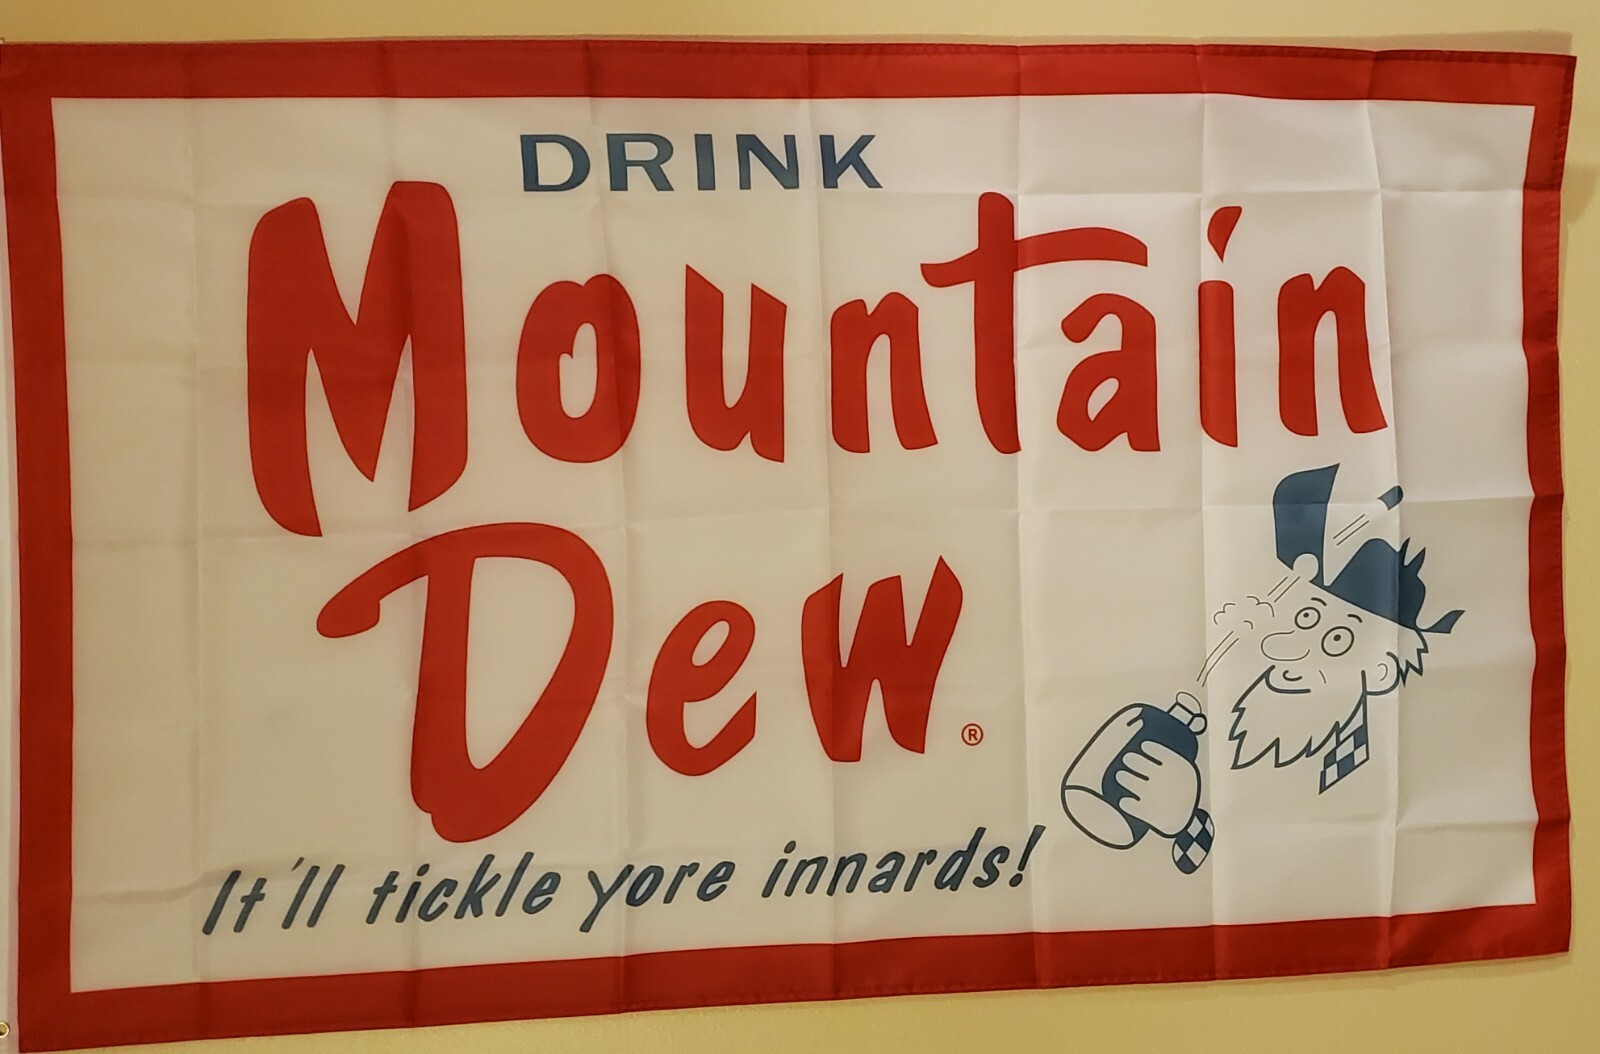 DRINK
Mountain
Dew®
It'll tickle yore innards!